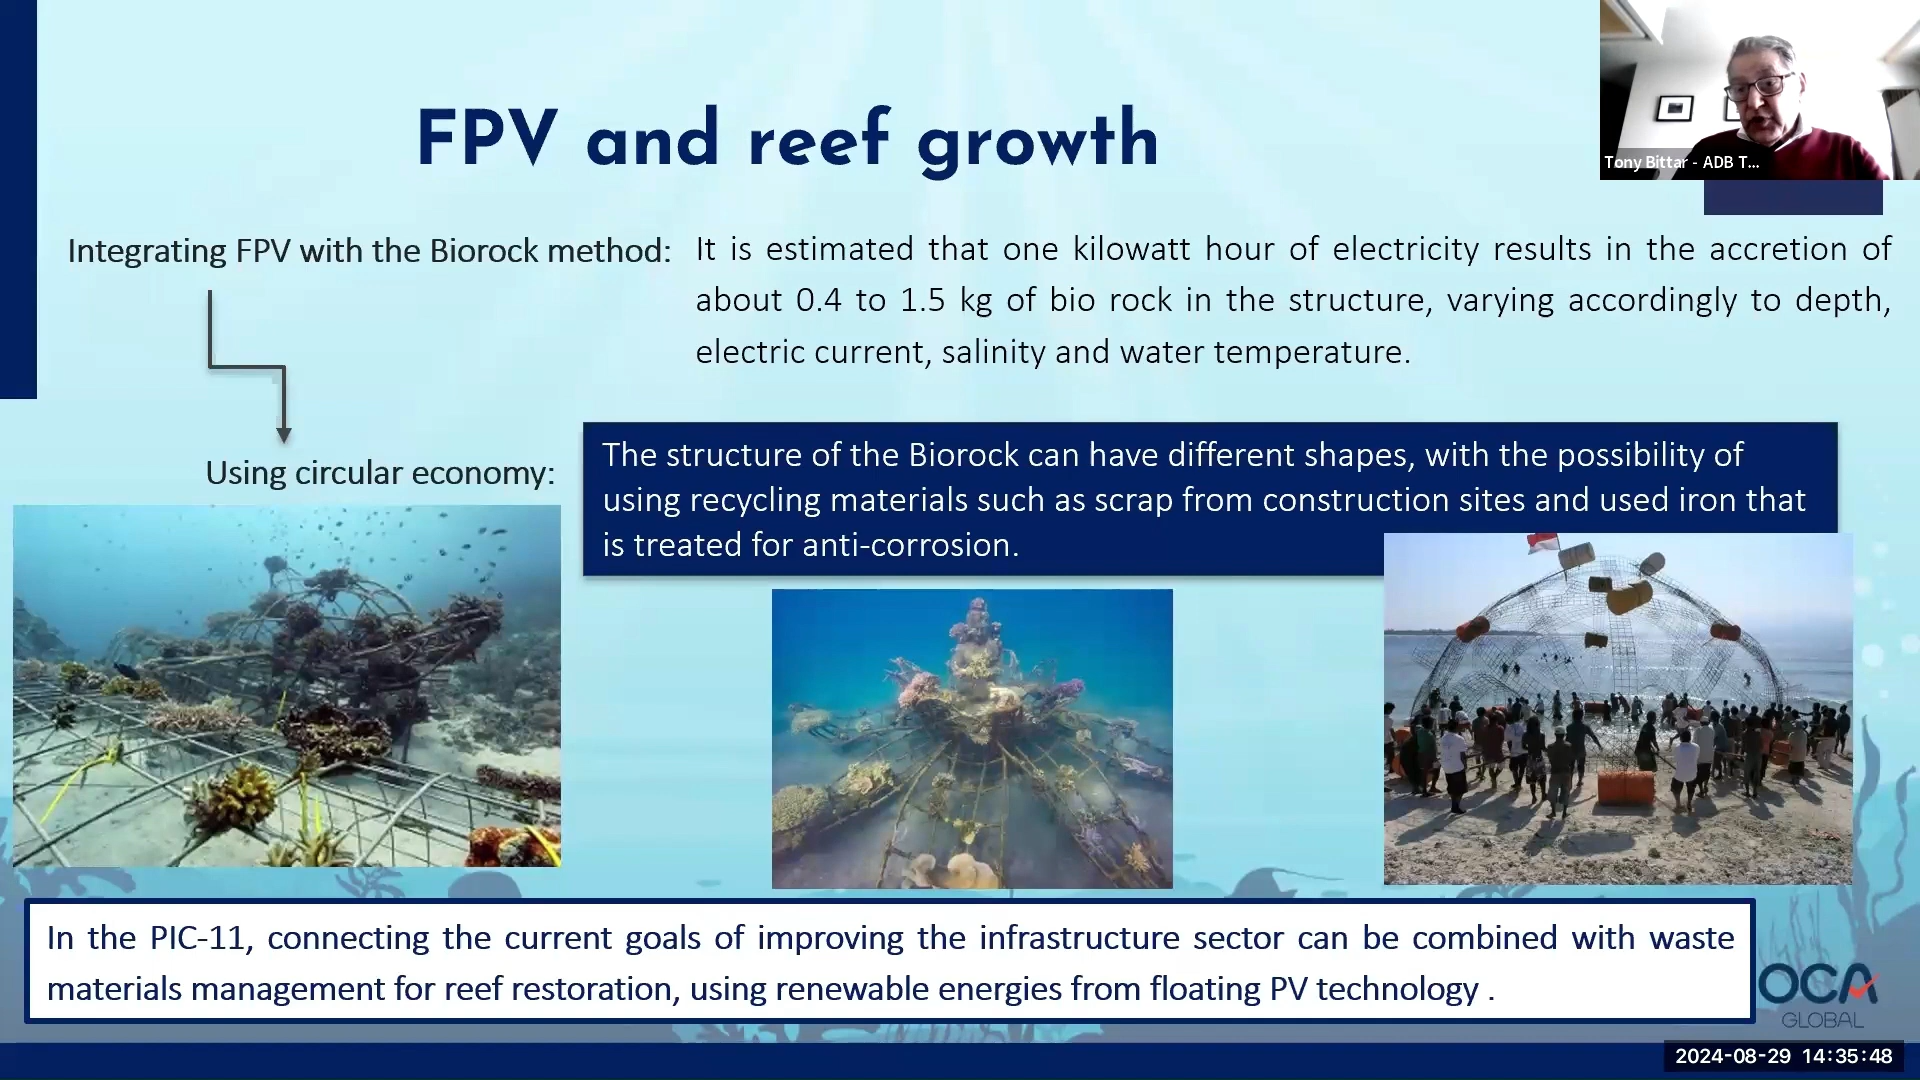 FPV and reef growth
Tony Bittar - ADB T...
Integrating FPV with the Biorock method:
It is estimated that one kilowatt hour of electricity results in the accretion of
about 0.4 to 1.5 kg of bio rock in the structure, varying accordingly to depth,
electric current, salinity and water temperature.
Using circular economy:
The structure of the Biorock can have different shapes, with the possibility of
using recycling materials such as scrap from construction sites and used iron that
is treated for anti-corrosion.
In the PIC-11, connecting the current goals of improving the infrastructure sector can be combined with waste
materials management for reef restoration, using renewable energies from floating PV technology .
OCA
GLOBAL
2024-08-29 14:35:48